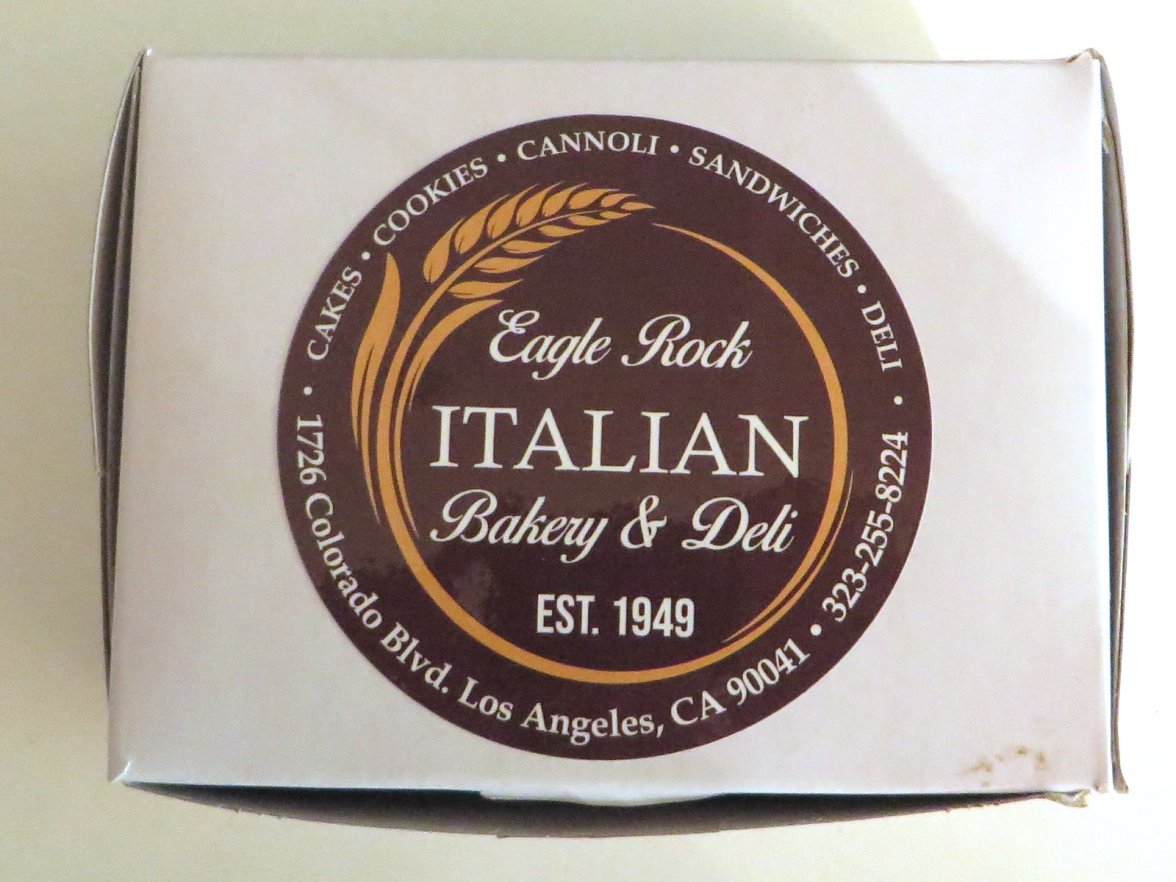 CAKES • COOKIES • CANNOLI • SANDWICHES • DELI
Eagle Rock
ITALIAN
Bakery & Deli
EST. 1949
1726 Colorado Blvd. Los Angeles, CA 90041 • 323-255-8224